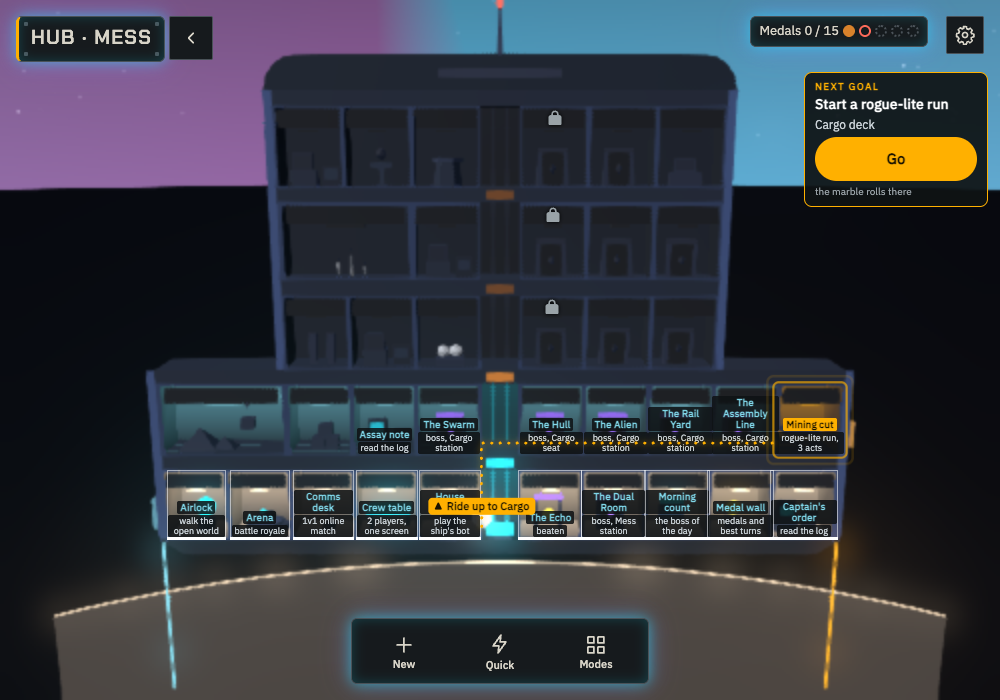 HUB · MESS
Medals 0 / 15
NEXT GOAL
Start a rogue-lite run
Cargo deck
Go
the marble rolls there
Assay note
read the log
The Swarm
boss, Cargo
station
The Hull
boss, Cargo
seat
The Alien
boss, Cargo
station
The Rail
Yard
boss, Cargo
station
The
Assembly
Line
boss, Cargo
station
Mining cut
rogue-lite run,
3 acts
Airlock
walk the
open world
Arena
battle royale
Comms
desk
1v1 online
match
Crew table
2 players,
one screen
House
play the
ship's bot
▲ Ride up to Cargo
The Echo
beaten
The Dual
Room
boss, Mess
station
Morning
count
the boss of
the day
Medal wall
medals and
best turns
Captain's
order
read the log
New
Quick
Modes